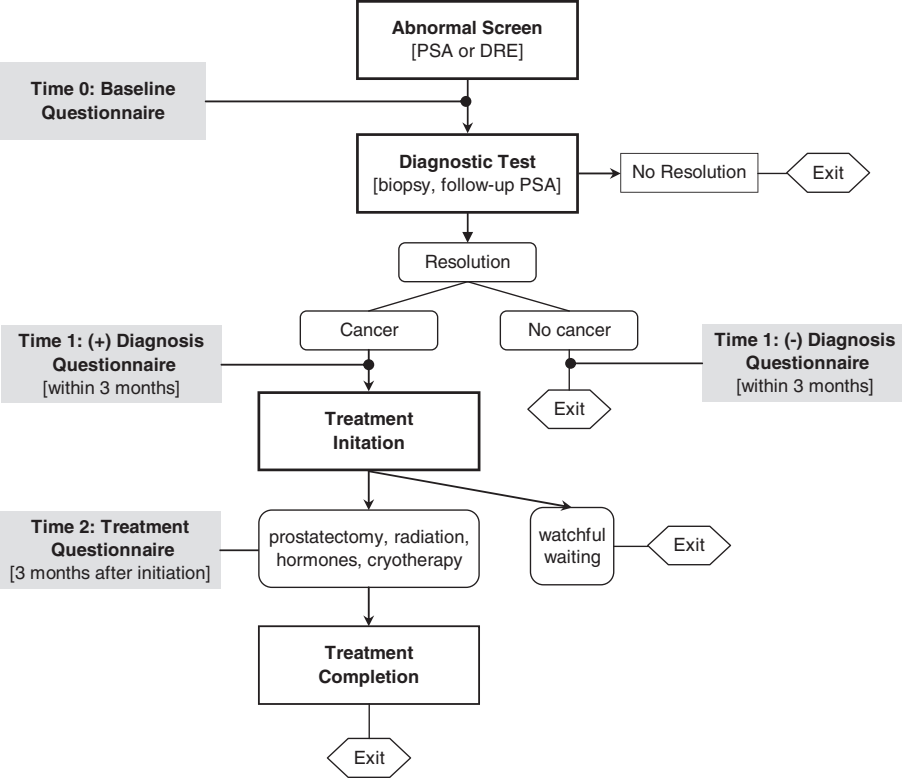 Abnormal Screen
[PSA or DRE]
Time 0: Baseline
Questionnaire
Diagnostic Test
[biopsy, follow-up PSA]
No Resolution
Exit
Resolution
Cancer
No cancer
Time 1: (+) Diagnosis
Questionnaire
[within 3 months]
Time 1: (-) Diagnosis
Questionnaire
[within 3 months]
Exit
Treatment
Initation
Time 2: Treatment
Questionnaire
[3 months after initiation]
prostatectomy, radiation,
hormones, cryotherapy
watchful
waiting
Exit
Treatment
Completion
Exit